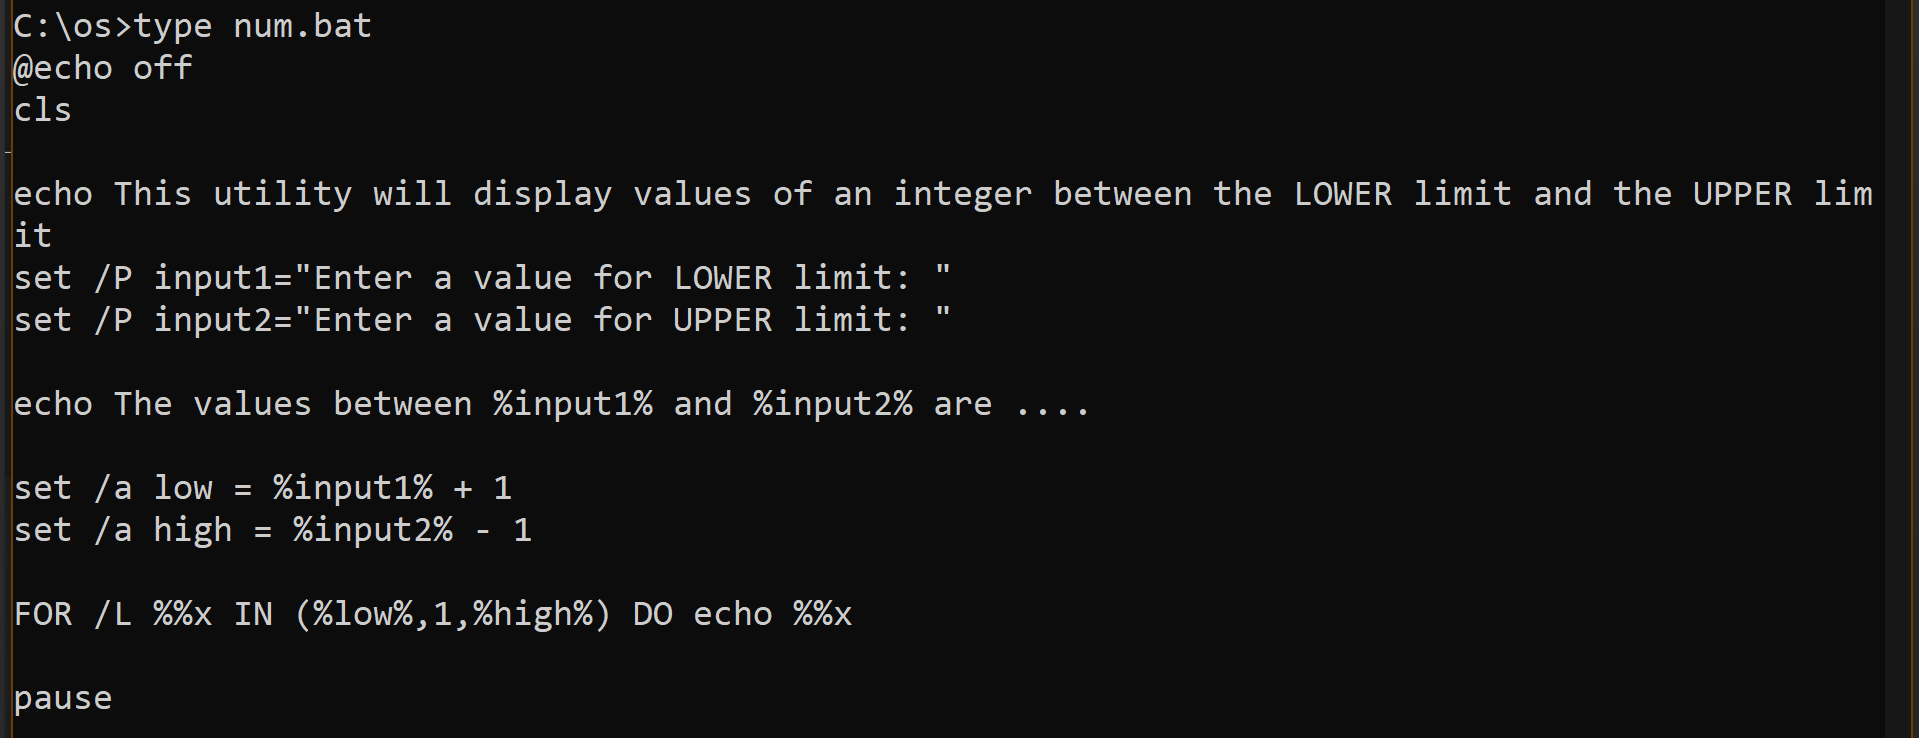 C:\os>type num.bat
@echo off
cls
echo This utility will display values of an integer between the LOWER limit and the UPPER lim
it
set /P input1="Enter a value for LOWER limit: "
set /P input2="Enter a value for UPPER limit: "
echo The values between %input1% and %input2% are ....
set /a low = %input1% + 1
set /a high = %input2% - 1
FOR /L %%x IN (%low%,1,%high%) DO echo %%x
pause